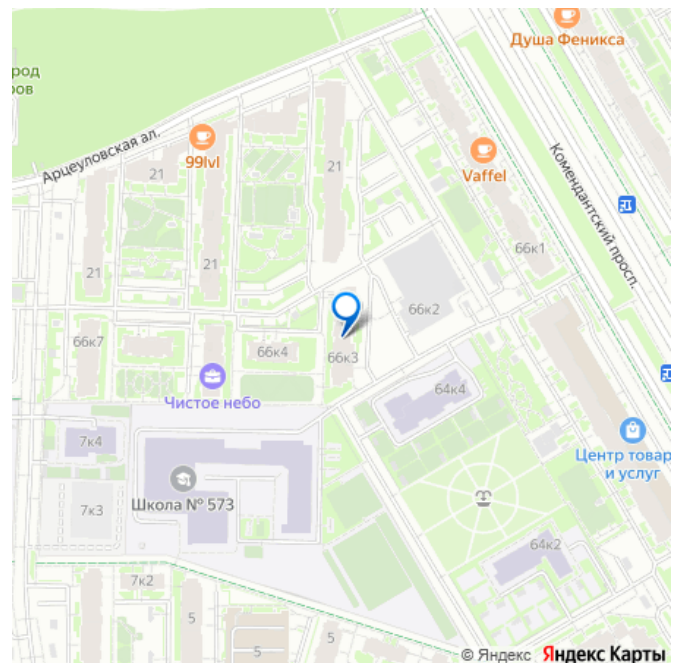 Душа Феникса
род
ров
Арцеуловская ал.
99lvl
21
21
Vaffel
Комендантский просп.
21
21
66к1
66к2
66к7
66к4
66к3
Чистое небо
64к4
7к4
Центр товар
и услуг
Школа № 573
7к3
64к2
7к2
5
5
5
© Яндекс Яндекс Карты